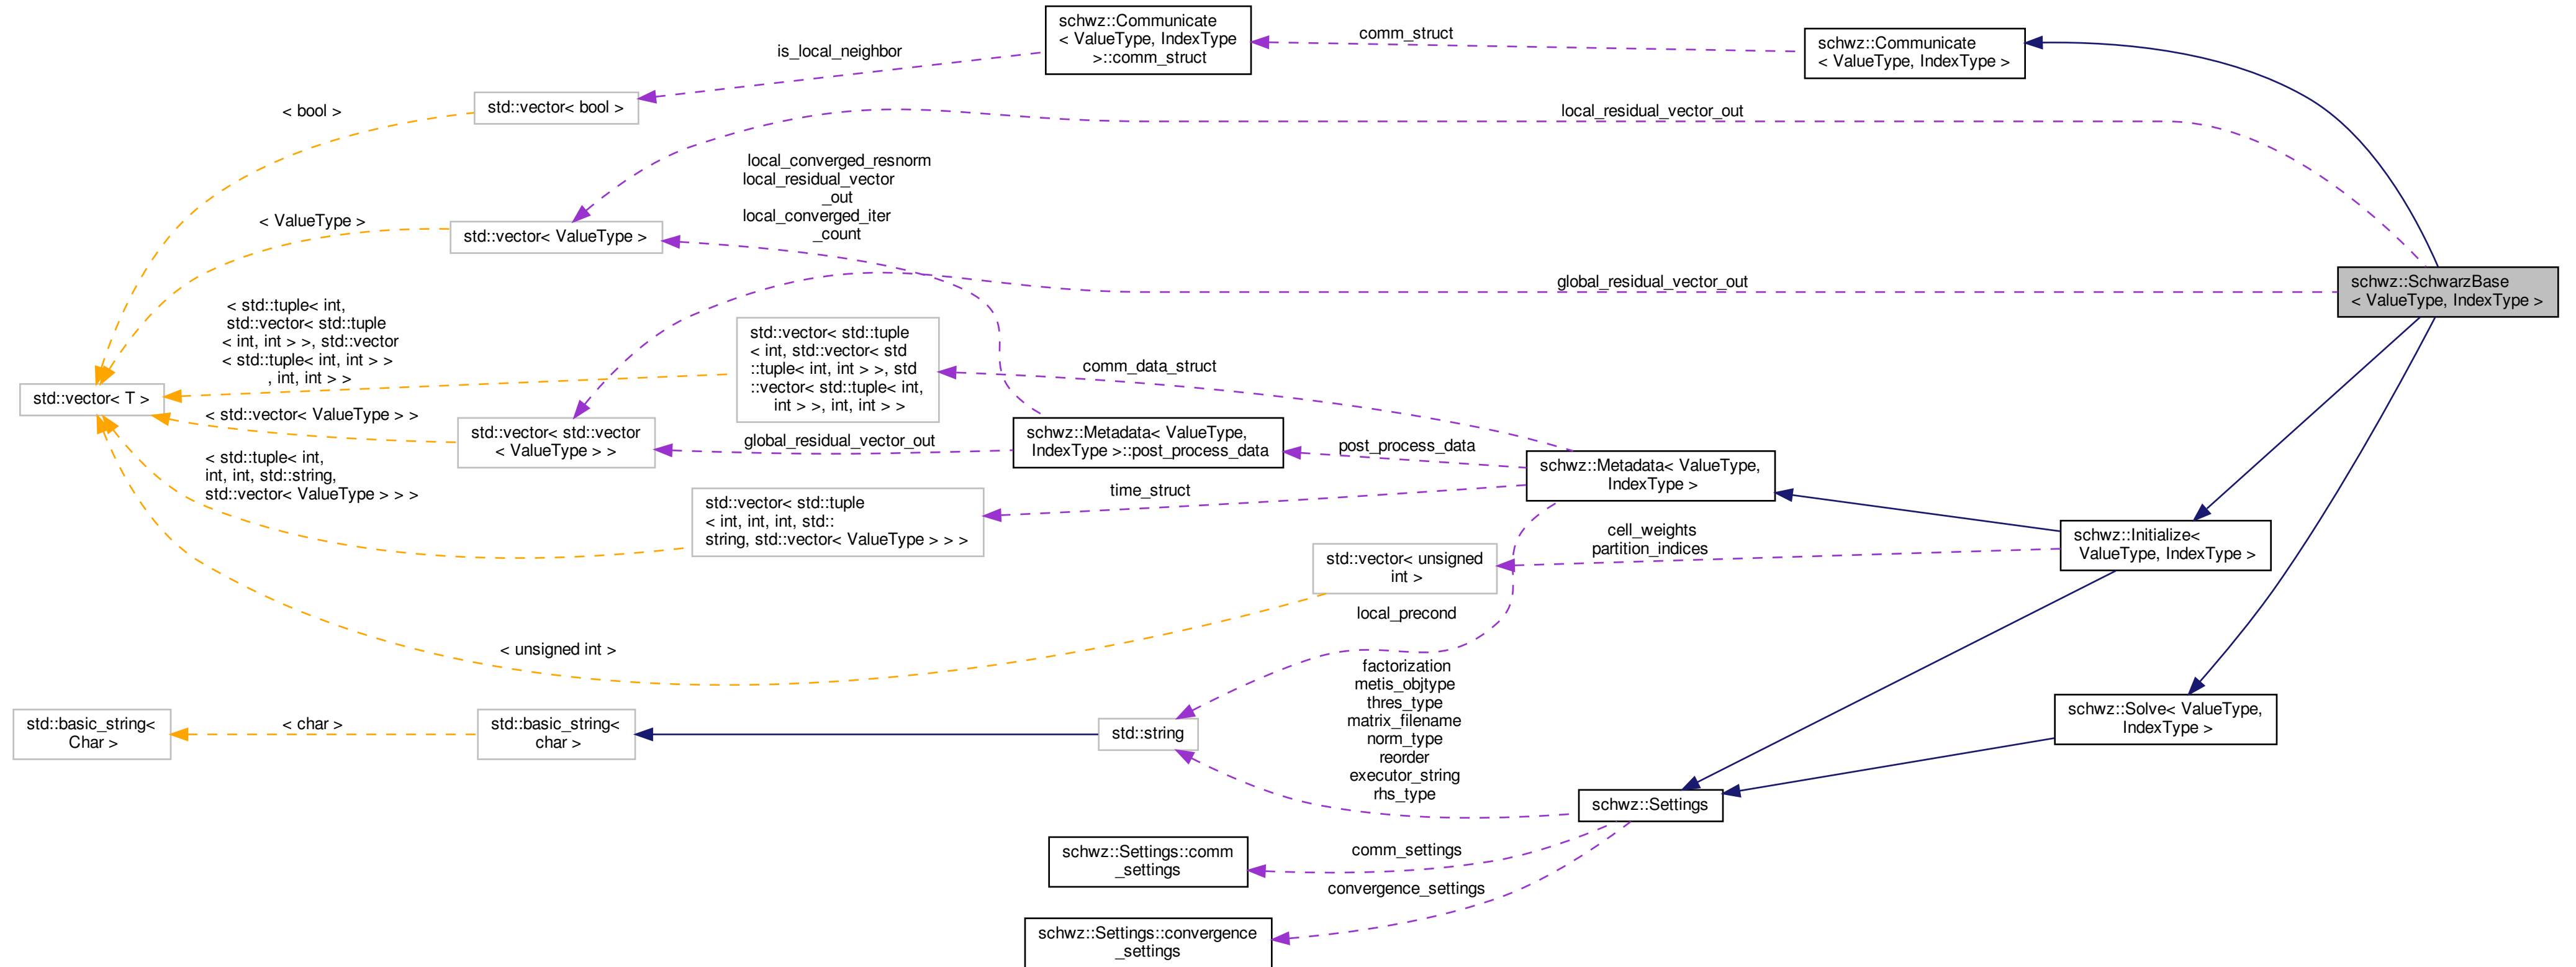 schwz::Communicate
< ValueType, IndexType
>::comm_struct
comm_struct
schwz::Communicate
< ValueType, IndexType >
is_local_neighbor
std::vector< bool >
< bool >
local_residual_vector_out
local_converged_resnorm
local_residual_vector
_out
local_converged_iter
_count
< ValueType >
std::vector< ValueType >
global_residual_vector_out
schwz::SchwarzBase
< ValueType, IndexType >
< std::tuple< int,
std::vector< std::tuple
< int, int > >, std::vector
< std::tuple< int, int > >
, int, int > >
std::vector< std::tuple
< int, std::vector< std
::tuple< int, int > >, std
::vector< std::tuple< int,
int > >, int, int > >
comm_data_struct
std::vector< T >
< std::vector< ValueType > >
std::vector< std::vector
< ValueType > >
global_residual_vector_out
schwz::Metadata< ValueType,
IndexType >::post_process_data
post_process_data
schwz::Metadata< ValueType,
IndexType >
< std::tuple< int,
int, int, std::string,
std::vector< ValueType > > >
std::vector< std::tuple
< int, int, int, std::
string, std::vector< ValueType > > >
time_struct
cell_weights
partition_indices
schwz::Initialize<
ValueType, IndexType >
std::vector< unsigned
int >
local_precond
< unsigned int >
factorization
metis_objtype
thres_type
matrix_filename
norm_type
reorder
executor_string
rhs_type
std::basic_string<
Char >
< char >
std::basic_string<
char >
std::string
schwz::Solve< ValueType,
IndexType >
schwz::Settings
schwz::Settings::comm
_settings
comm_settings
convergence_settings
schwz::Settings::convergence
_settings